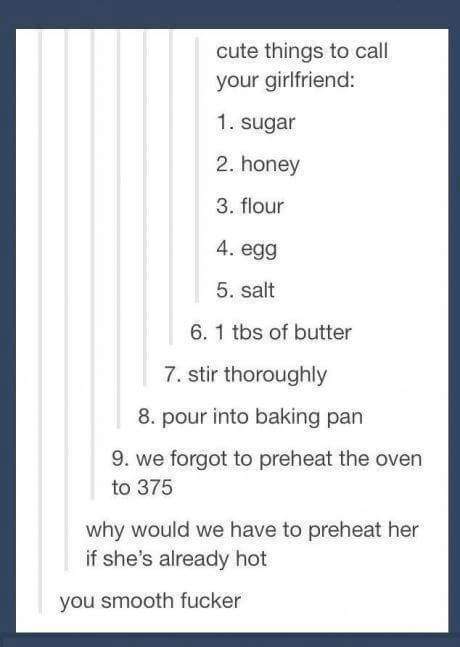 cute things to call
your girlfriend:
1. sugar
2. honey
3. flour
4. egg
5. salt
6. 1 tbs of butter
7. stir thoroughly
8. pour into baking pan
9. we forgot to preheat the oven
to 375
why would we have to preheat her
if she's already hot
you smooth fucker